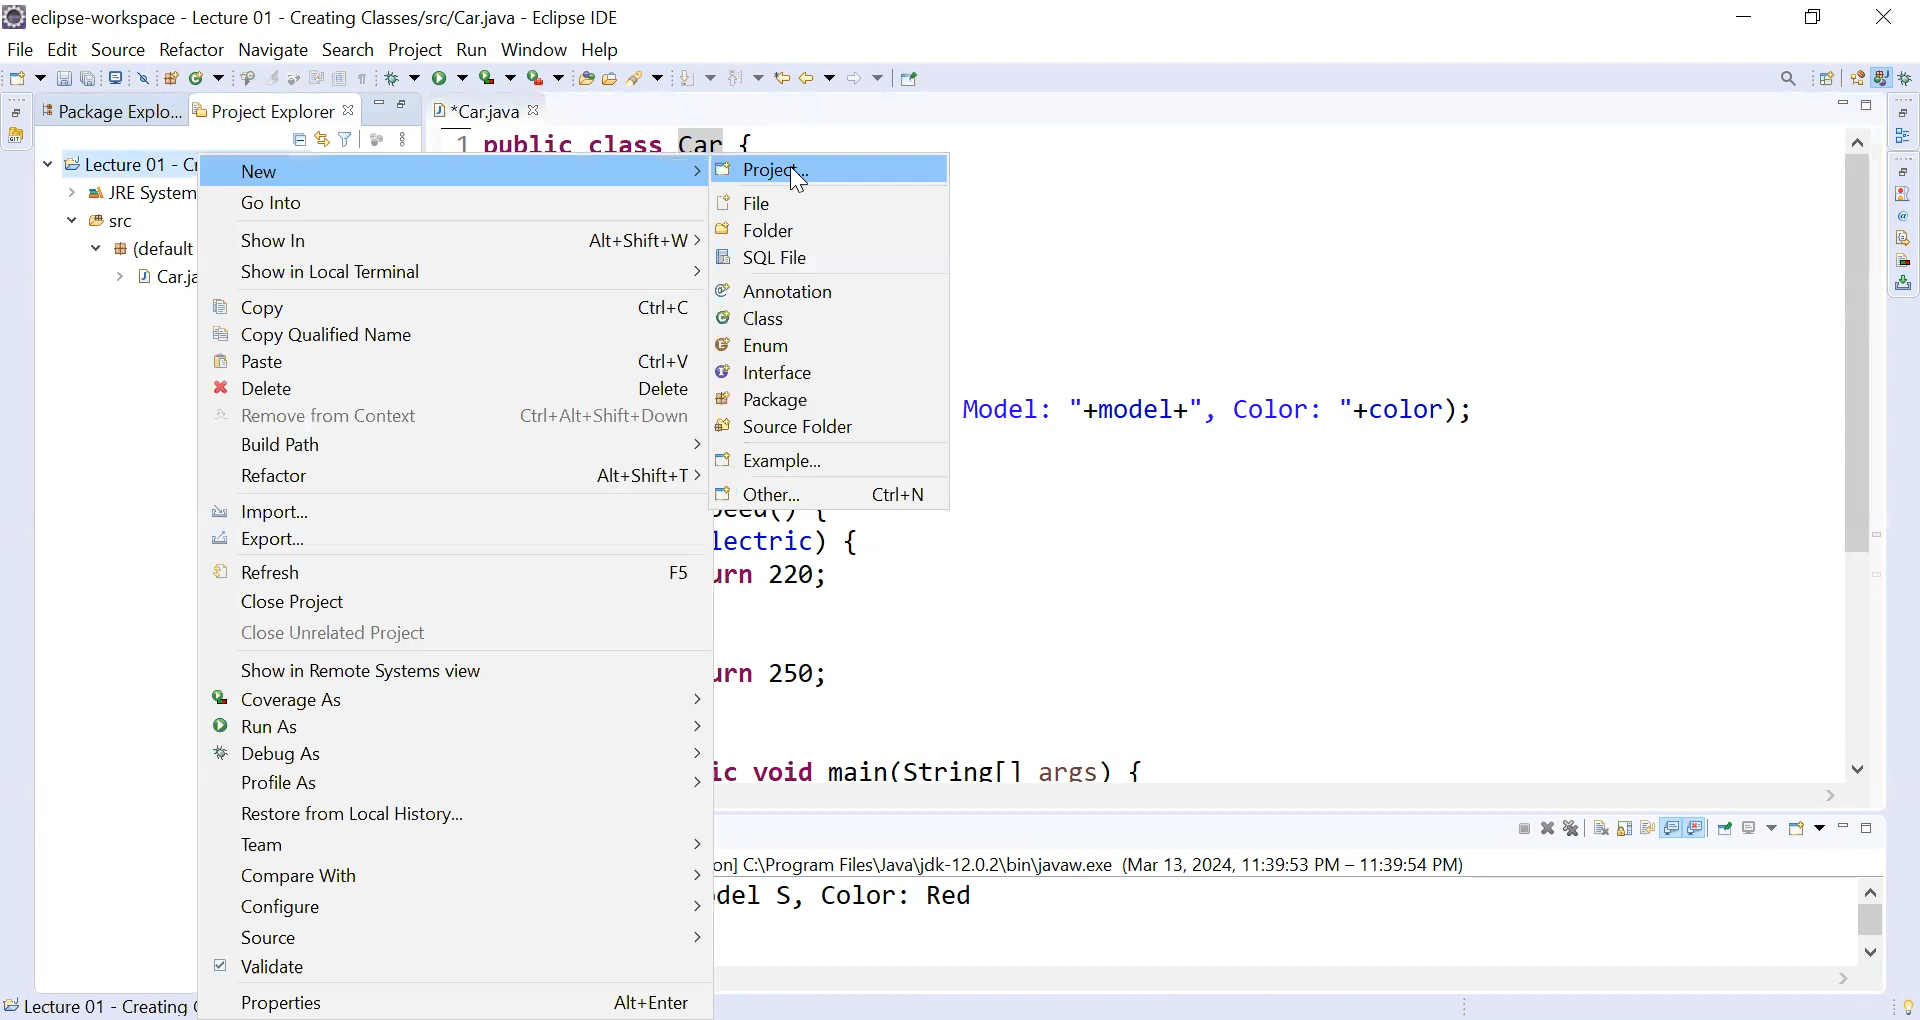 eclipse-workspace - Lecture 01 - Creating Classes/src/Car.java - Eclipse IDE
File Edit Source Refactor Navigate Search Project Run Window Help
Package Explo... Project Explorer
*Car.java
1 public class Car {
Lecture 01 - Cr
JRE System
src
(default
Car.ja
New
Go Into
Show In Alt+Shift+W >
Show in Local Terminal
Copy Ctrl+C
Copy Qualified Name
Paste Ctrl+V
Delete Delete
Remove from Context Ctrl+Alt+Shift+Down
Build Path
Refactor Alt+Shift+T >
Import...
Export...
Refresh F5
Close Project
Close Unrelated Project
Show in Remote Systems view
Coverage As
Run As
Debug As
Profile As
Restore from Local History...
Team
Compare With
Configure
Source
Validate
Properties Alt+Enter
Project...
File
Folder
SQL File
Annotation
Class
Enum
Interface
Package
Source Folder
Example...
Other... Ctrl+N
Model: "+model+", Color: "+color);
eed() {
lectric) {
urn 220;
urn 250;
ic void main(String[] args) {
on] C:\Program Files\Java\jdk-12.0.2\bin\javaw.exe (Mar 13, 2024, 11:39:53 PM – 11:39:54 PM)
del S, Color: Red
Lecture 01 - Creating